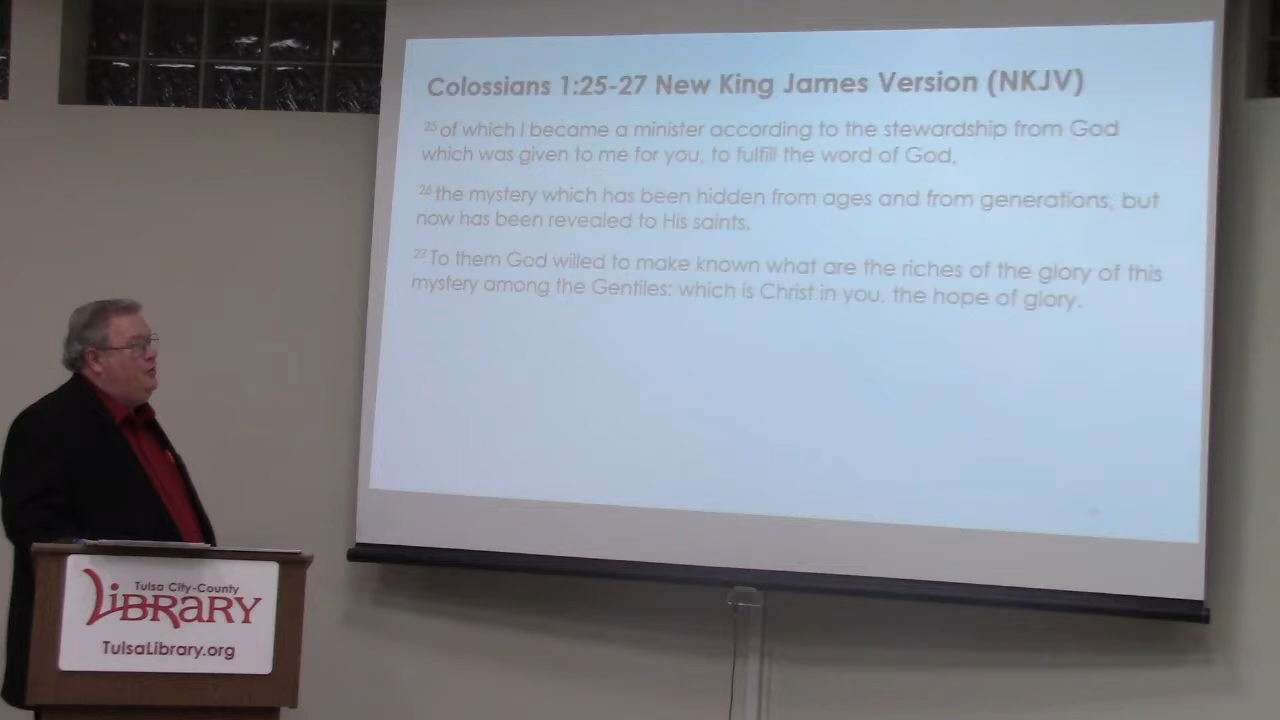 Colossians 1:25-27 New King James Version (NKJV)
25 of which I became a minister according to the stewardship from God
which was given to me for you, to fulfill the word of God,
26 the mystery which has been hidden from ages and from generations, but
now has been revealed to His saints.
27 To them God willed to make known what are the riches of the glory of this
mystery among the Gentiles: which is Christ in you, the hope of glory.
Tulsa City-County
LIBRARY
TulsaLibrary.org